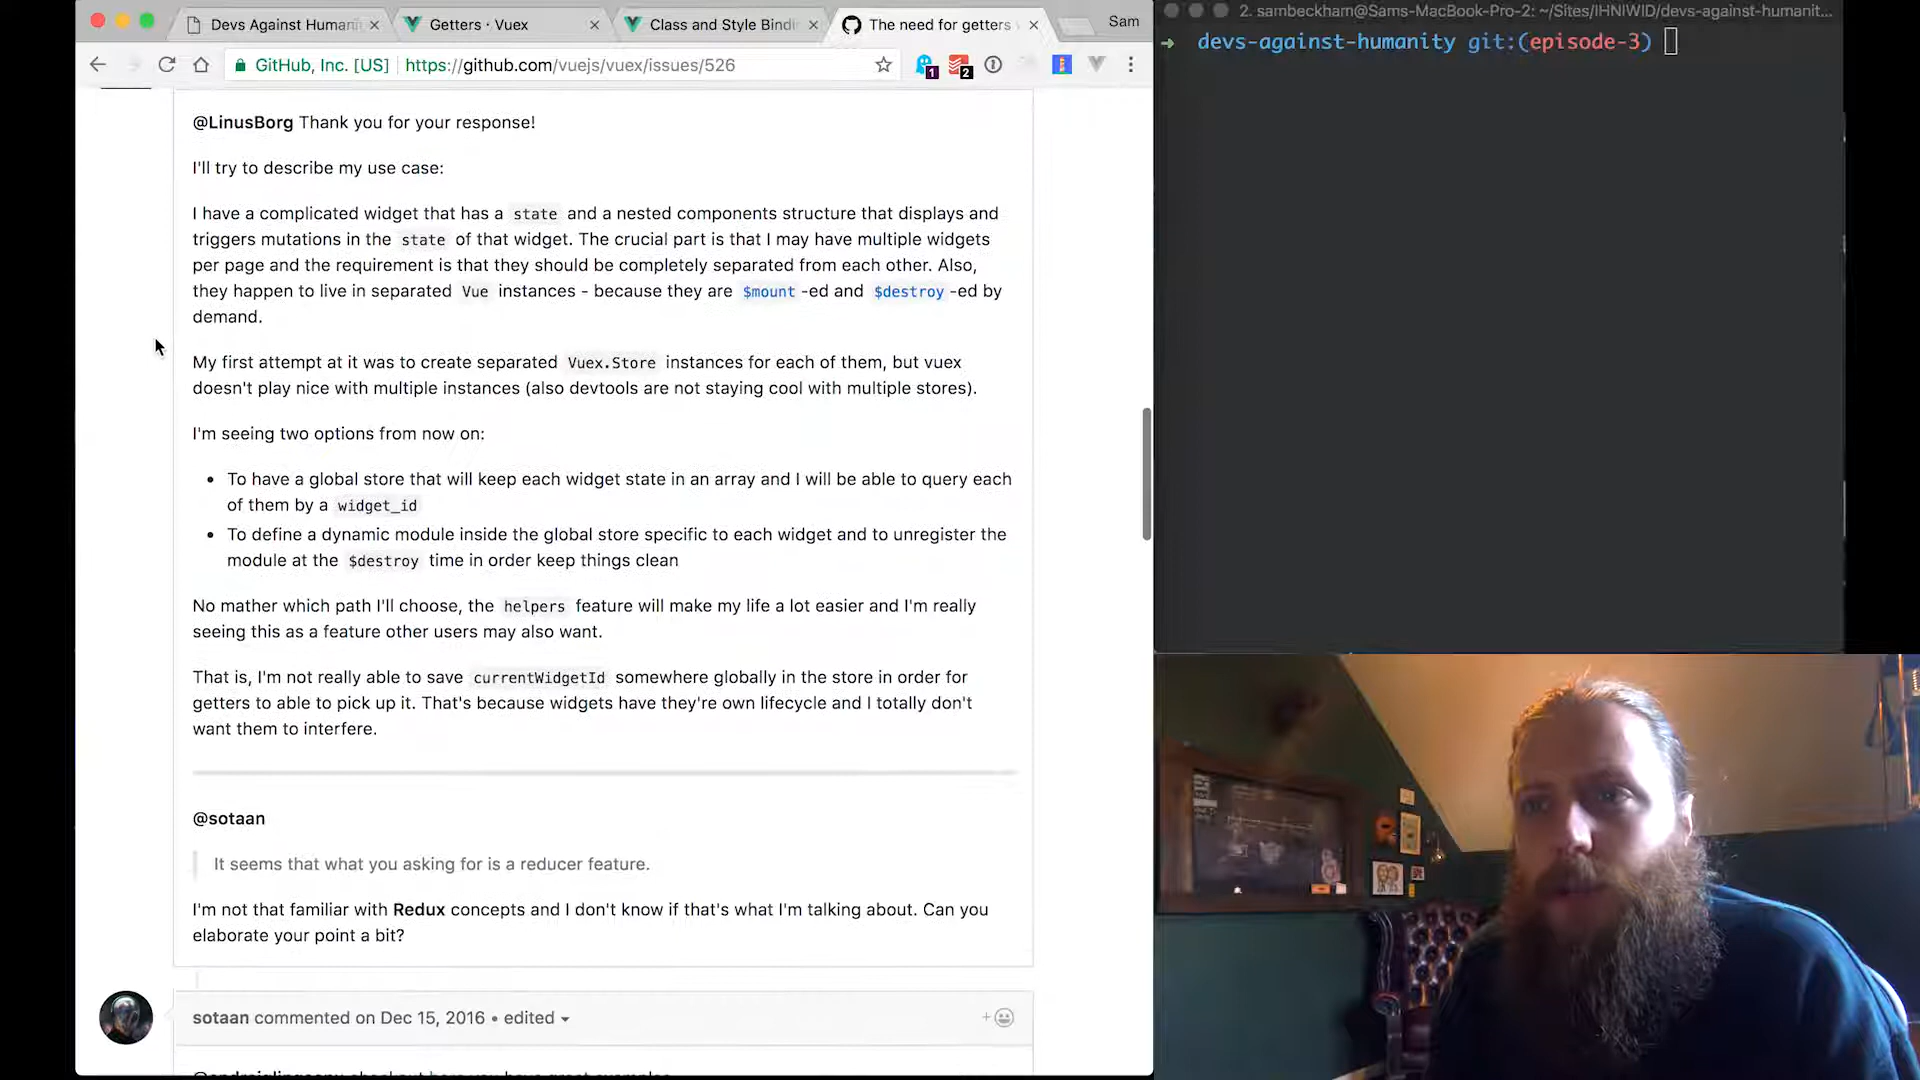 Devs Against Humani
Getters · Vuex
Class and Style Bindi
The need for getters
Sam
GitHub, Inc. [US]
https://github.com/vuejs/vuex/issues/526
1
2
2. sambeckham@Sams-MacBook-Pro-2: ~/Sites/IHNIWID/devs-against-humanit...
devs-against-humanity git:(episode-3)
@LinusBorg Thank you for your response!
I'll try to describe my use case:
I have a complicated widget that has a state and a nested components structure that displays and
triggers mutations in the state of that widget. The crucial part is that I may have multiple widgets
per page and the requirement is that they should be completely separated from each other. Also,
they happen to live in separated Vue instances - because they are $mount -ed and $destroy -ed by
demand.
My first attempt at it was to create separated Vuex.Store instances for each of them, but vuex
doesn't play nice with multiple instances (also devtools are not staying cool with multiple stores).
I'm seeing two options from now on:
• To have a global store that will keep each widget state in an array and I will be able to query each
of them by a widget_id
• To define a dynamic module inside the global store specific to each widget and to unregister the
module at the $destroy time in order keep things clean
No mather which path I'll choose, the helpers feature will make my life a lot easier and I'm really
seeing this as a feature other users may also want.
That is, I'm not really able to save currentWidgetId somewhere globally in the store in order for
getters to able to pick up it. That's because widgets have they're own lifecycle and I totally don't
want them to interfere.
@sotaan
It seems that what you asking for is a reducer feature.
I'm not that familiar with Redux concepts and I don't know if that's what I'm talking about. Can you
elaborate your point a bit?
sotaan commented on Dec 15, 2016 • edited